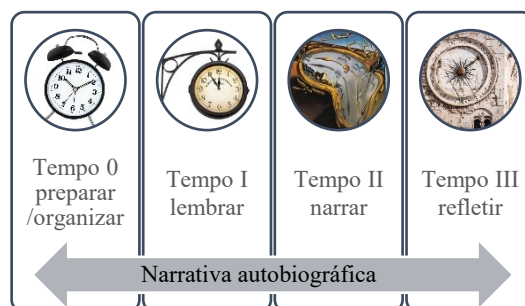 Tempo 0
preparar
/organizar
Tempo I
lembrar
Tempo II
narrar
Tempo III
refletir
Narrativa autobiográfica